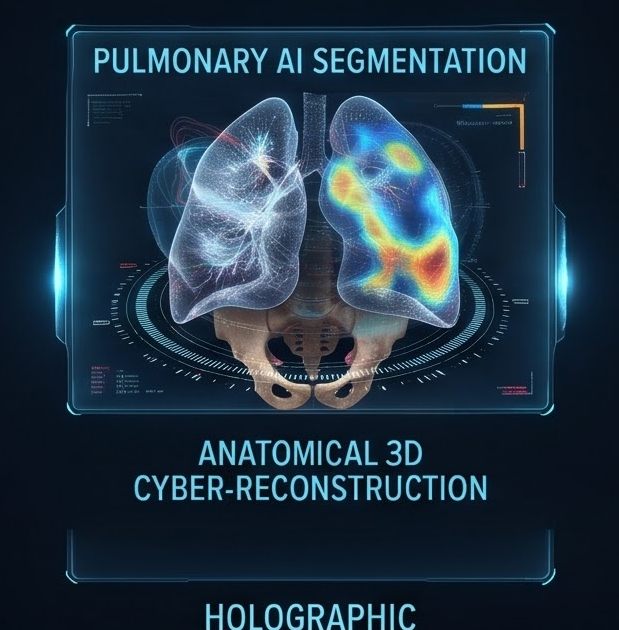 PULMONARY AI SEGMENTATION
ANATOMICAL 3D
CYBER-RECONSTRUCTION
HOLOGRAPHIC